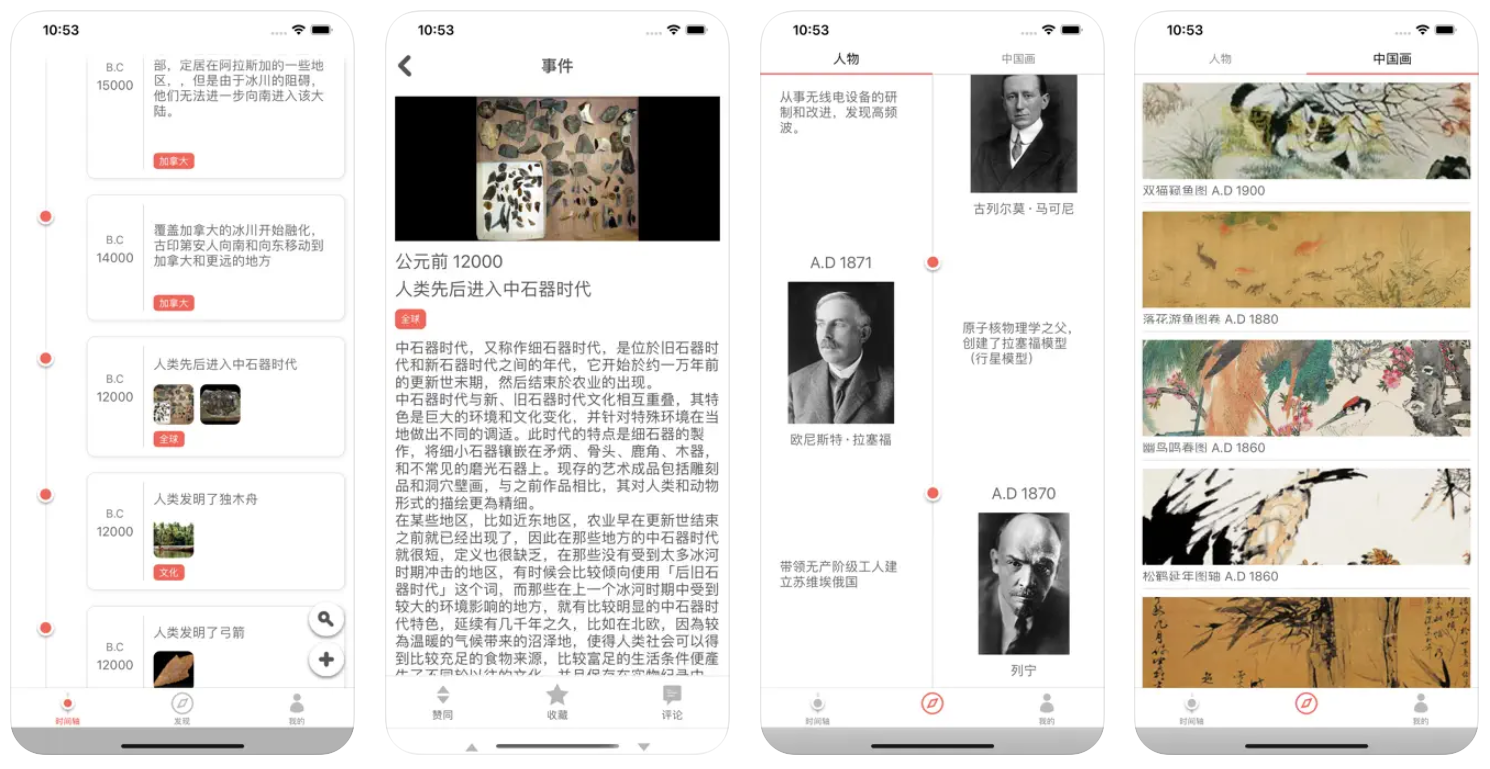 10:53
B.C
15000
部，定居在阿拉斯加的一些地
区，，但是由于冰川的阻碍，
他们无法进一步向南进入该大
陆。
加拿大
B.C
14000
覆盖加拿大的冰川开始融化，
古印第安人向南和向东移动到
加拿大和更远的地方
加拿大
B.C
12000
人类先后进入中石器时代
全球
B.C
12000
人类发明了独木舟
文化
B.C
12000
人类发明了弓箭
时间轴
发现
我的
10:53
事件
公元前 12000
人类先后进入中石器时代
全球
中石器时代，又称作细石器时代，是位於旧石器时
代和新石器时代之间的年代，它开始於约一万年前
的更新世末期，然后结束於农业的出现。
中石器时代与新、旧石器时代文化相互重叠，其特
色是巨大的环境和文化变化，并针对特殊环境在当
地做出不同的调适。此时代的特点是细石器的製
作，将细小石器镶嵌在矛炳、骨头、鹿角、木器，
和不常见的磨光石器上。现存的艺术成品包括雕刻
品和洞穴壁画，与之前作品相比，其对人类和动物
形式的描绘更為精细。
在某些地区，比如近东地区，农业早在更新世结束
之前就已经出现了，因此在那些地方的中石器时代
就很短，定义也很缺乏，在那些没有受到太多冰河
时期冲击的地区，有时候会比较倾向使用「后旧石
器时代」这个词，而那些在上一个冰河时期中受到
较大的环境影响的地方，就有比较明显的中石器时
代特色，延续有几千年之久，比如在北欧，因為较
為温暖的气候带来的沼泽地，使得人类社会可以得
到比较充足的食物来源，比较富足的生活条件便產
赞同
收藏
评论
10:53
人物
中国画
从事无线电设备的研
制和改进，发现高频
波。
古列尔莫·马可尼
A.D 1871
原子核物理学之父，
创建了拉塞福模型
（行星模型）
欧尼斯特·拉塞福
A.D 1870
带领无产阶级工人建
立苏维埃俄国
列宁
时间轴
我的
10:53
人物
中国画
双猫窥鱼图 A.D 1900
落花游鱼图卷 A.D 1880
幽鸟鸣春图 A.D 1860
松鹤延年图轴 A.D 1860
时间轴
我的